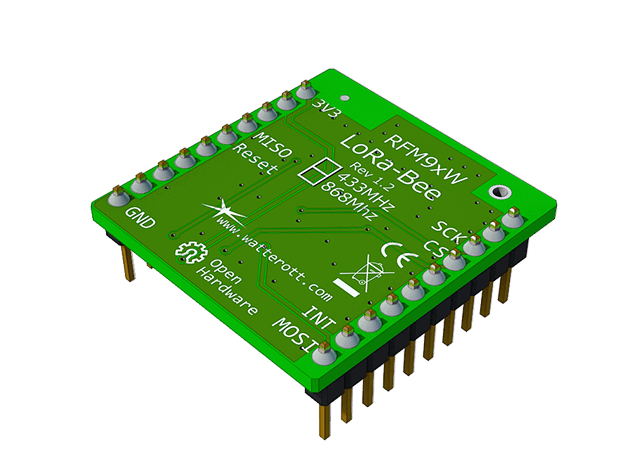 3V3
RFM9xW
LoRa-Bee
Rev 1.2
433MHz
868Mhz
MISO
Reset
GND
www.watterott.com
Open
Hardware
SCK
CS
CE
INT
MOSI